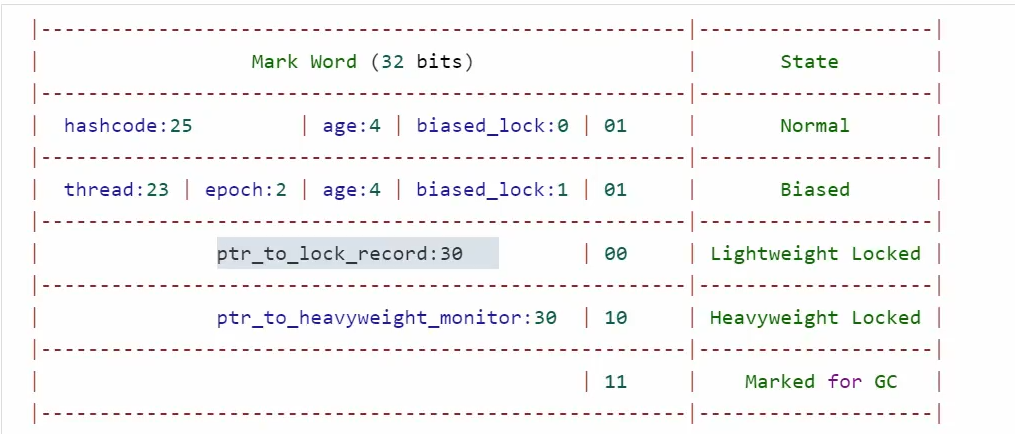 |-------------------------------------------------------|--------------------|
| Mark Word (32 bits) | State |
|-------------------------------------------------------|--------------------|
| hashcode:25 | age:4 | biased_lock:0 | 01 | Normal |
|-------------------------------------------------------|--------------------|
| thread:23 | epoch:2 | age:4 | biased_lock:1 | 01 | Biased |
|-------------------------------------------------------|--------------------|
| ptr_to_lock_record:30 | 00 | Lightweight Locked |
|-------------------------------------------------------|--------------------|
| ptr_to_heavyweight_monitor:30 | 10 | Heavyweight Locked |
|-------------------------------------------------------|--------------------|
| | 11 | Marked for GC |
|-------------------------------------------------------|--------------------|